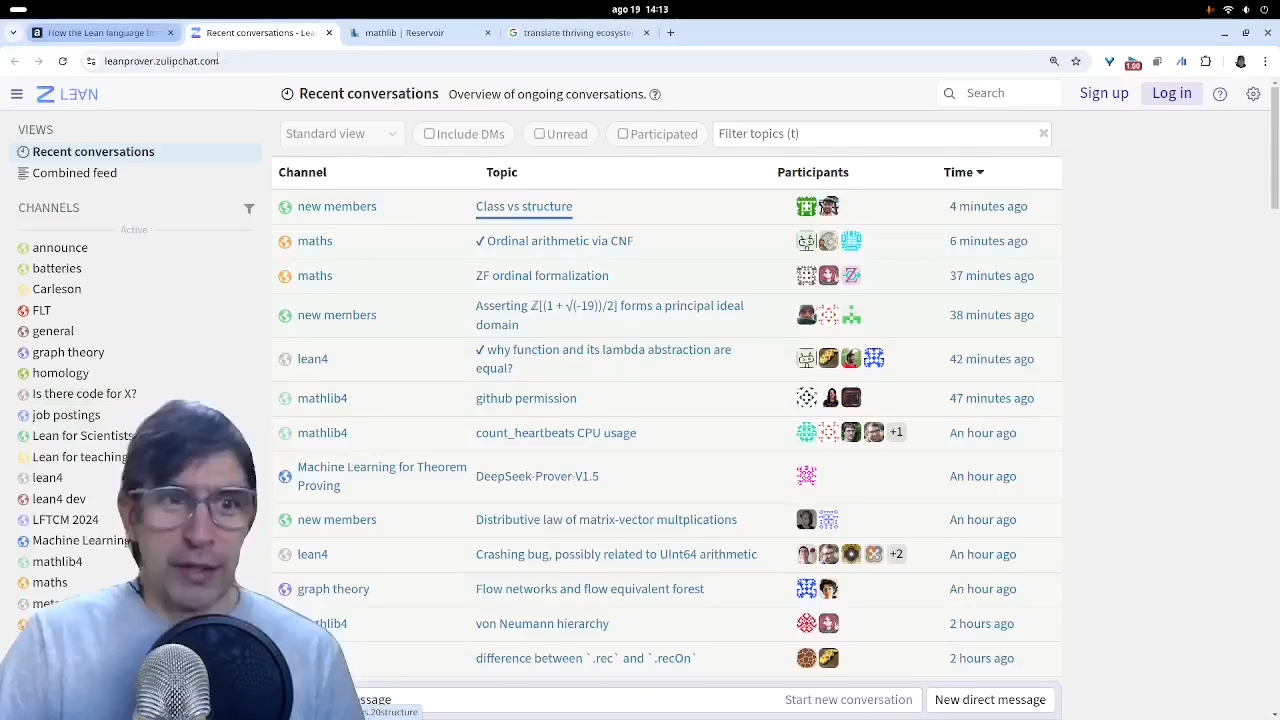 ago 19 14:13
How the Lean language br
Recent conversations - Lea
mathlib | Reservoir
translate thriving ecosyste
leanprover.zulipchat.com
1.00
LƎ∀N
Recent conversations Overview of ongoing conversations.
Search
Sign up
Log in
VIEWS
Recent conversations
Combined feed
CHANNELS
Active
announce
batteries
Carleson
FLT
general
graph theory
homology
Is there code for X?
job postings
Lean for Scientists
Lean for teaching
lean4
lean4 dev
LFTCM 2024
Machine Learning
mathlib4
maths
Standard view
Include DMs
Unread
Participated
Filter topics (t)
Channel Topic Participants Time
new members Class vs structure 4 minutes ago
maths ✓ Ordinal arithmetic via CNF 6 minutes ago
maths ZF ordinal formalization 37 minutes ago
new members Asserting ℤ[(1 + √(-19))/2] forms a principal ideal
domain 38 minutes ago
lean4 ✓ why function and its lambda abstraction are
equal? 42 minutes ago
mathlib4 github permission 47 minutes ago
mathlib4 count_heartbeats CPU usage +1 An hour ago
Machine Learning for Theorem
Proving DeepSeek-Prover-V1.5 An hour ago
new members Distributive law of matrix-vector multplications An hour ago
lean4 Crashing bug, possibly related to UInt64 arithmetic +2 An hour ago
graph theory Flow networks and flow equivalent forest An hour ago
von Neumann hierarchy 2 hours ago
difference between `.rec` and `.recOn` 2 hours ago
Start new conversation
New direct message